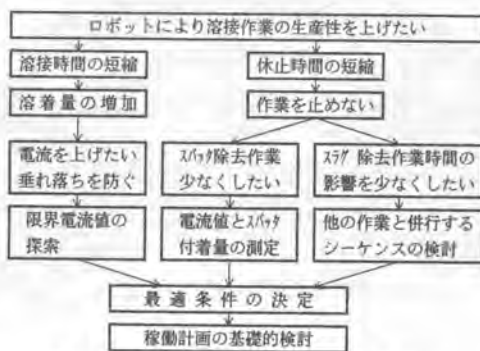 ロボットにより溶接作業の生産性を上げたい
溶接時間の短縮
休止時間の短縮
溶着量の増加
作業を止めない
電流を上げたい
垂れ落ちを防ぐ
スパッタ除去作業
少なくしたい
スラグ 除去作業時間の
影響を少なくしたい
限界電流値の
探索
電流値とスパッタ
付着量の測定
他の作業と併行する
シーケンスの検討
最適条件の決定
稼働計画の基礎的検討